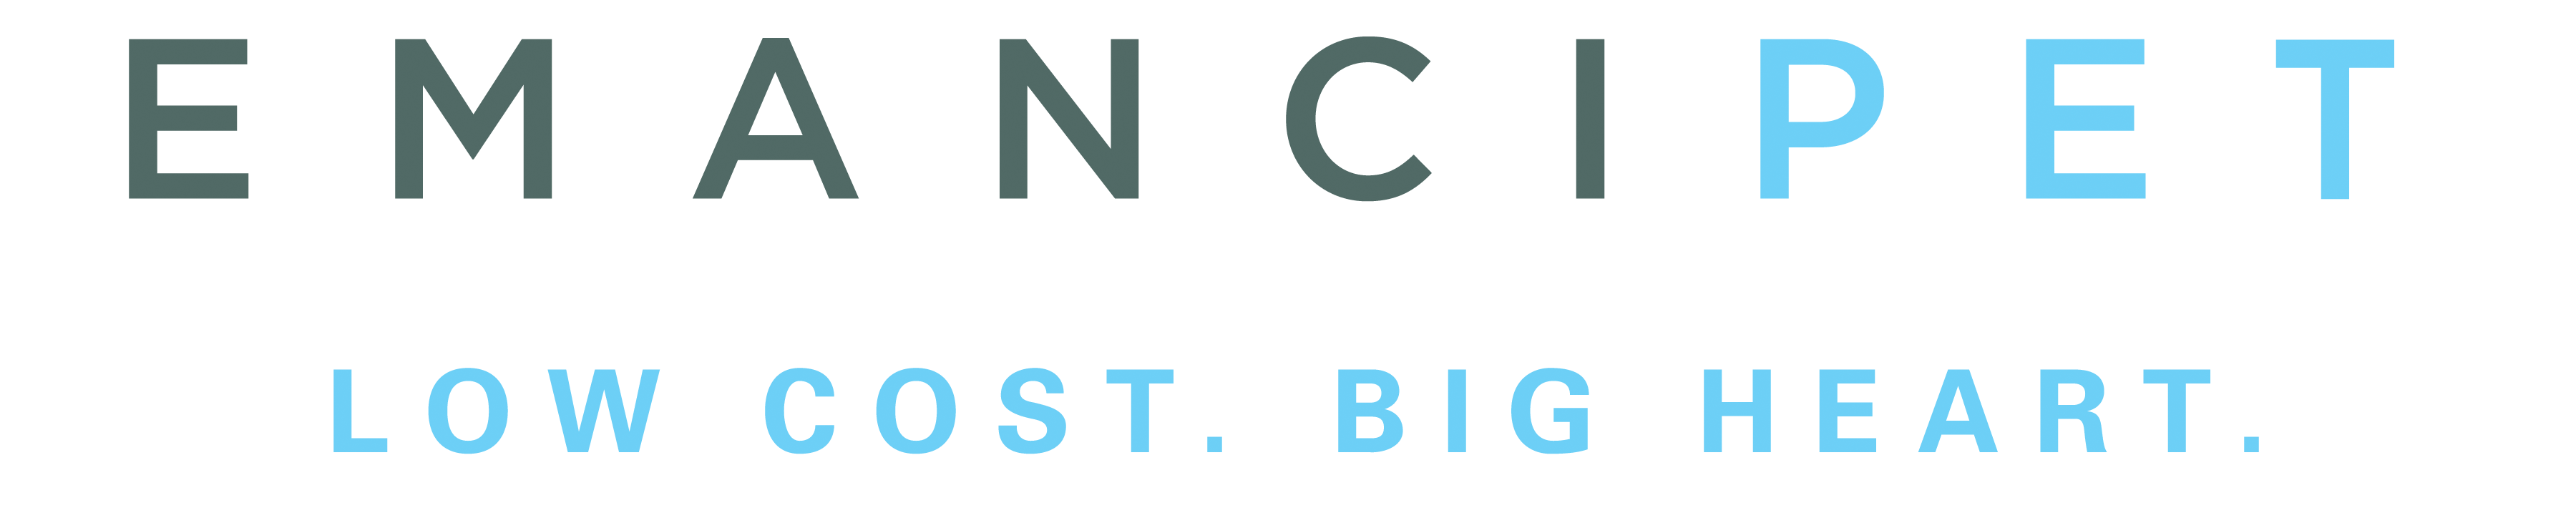 EMANCIPET
LOW COST. BIG HEART.